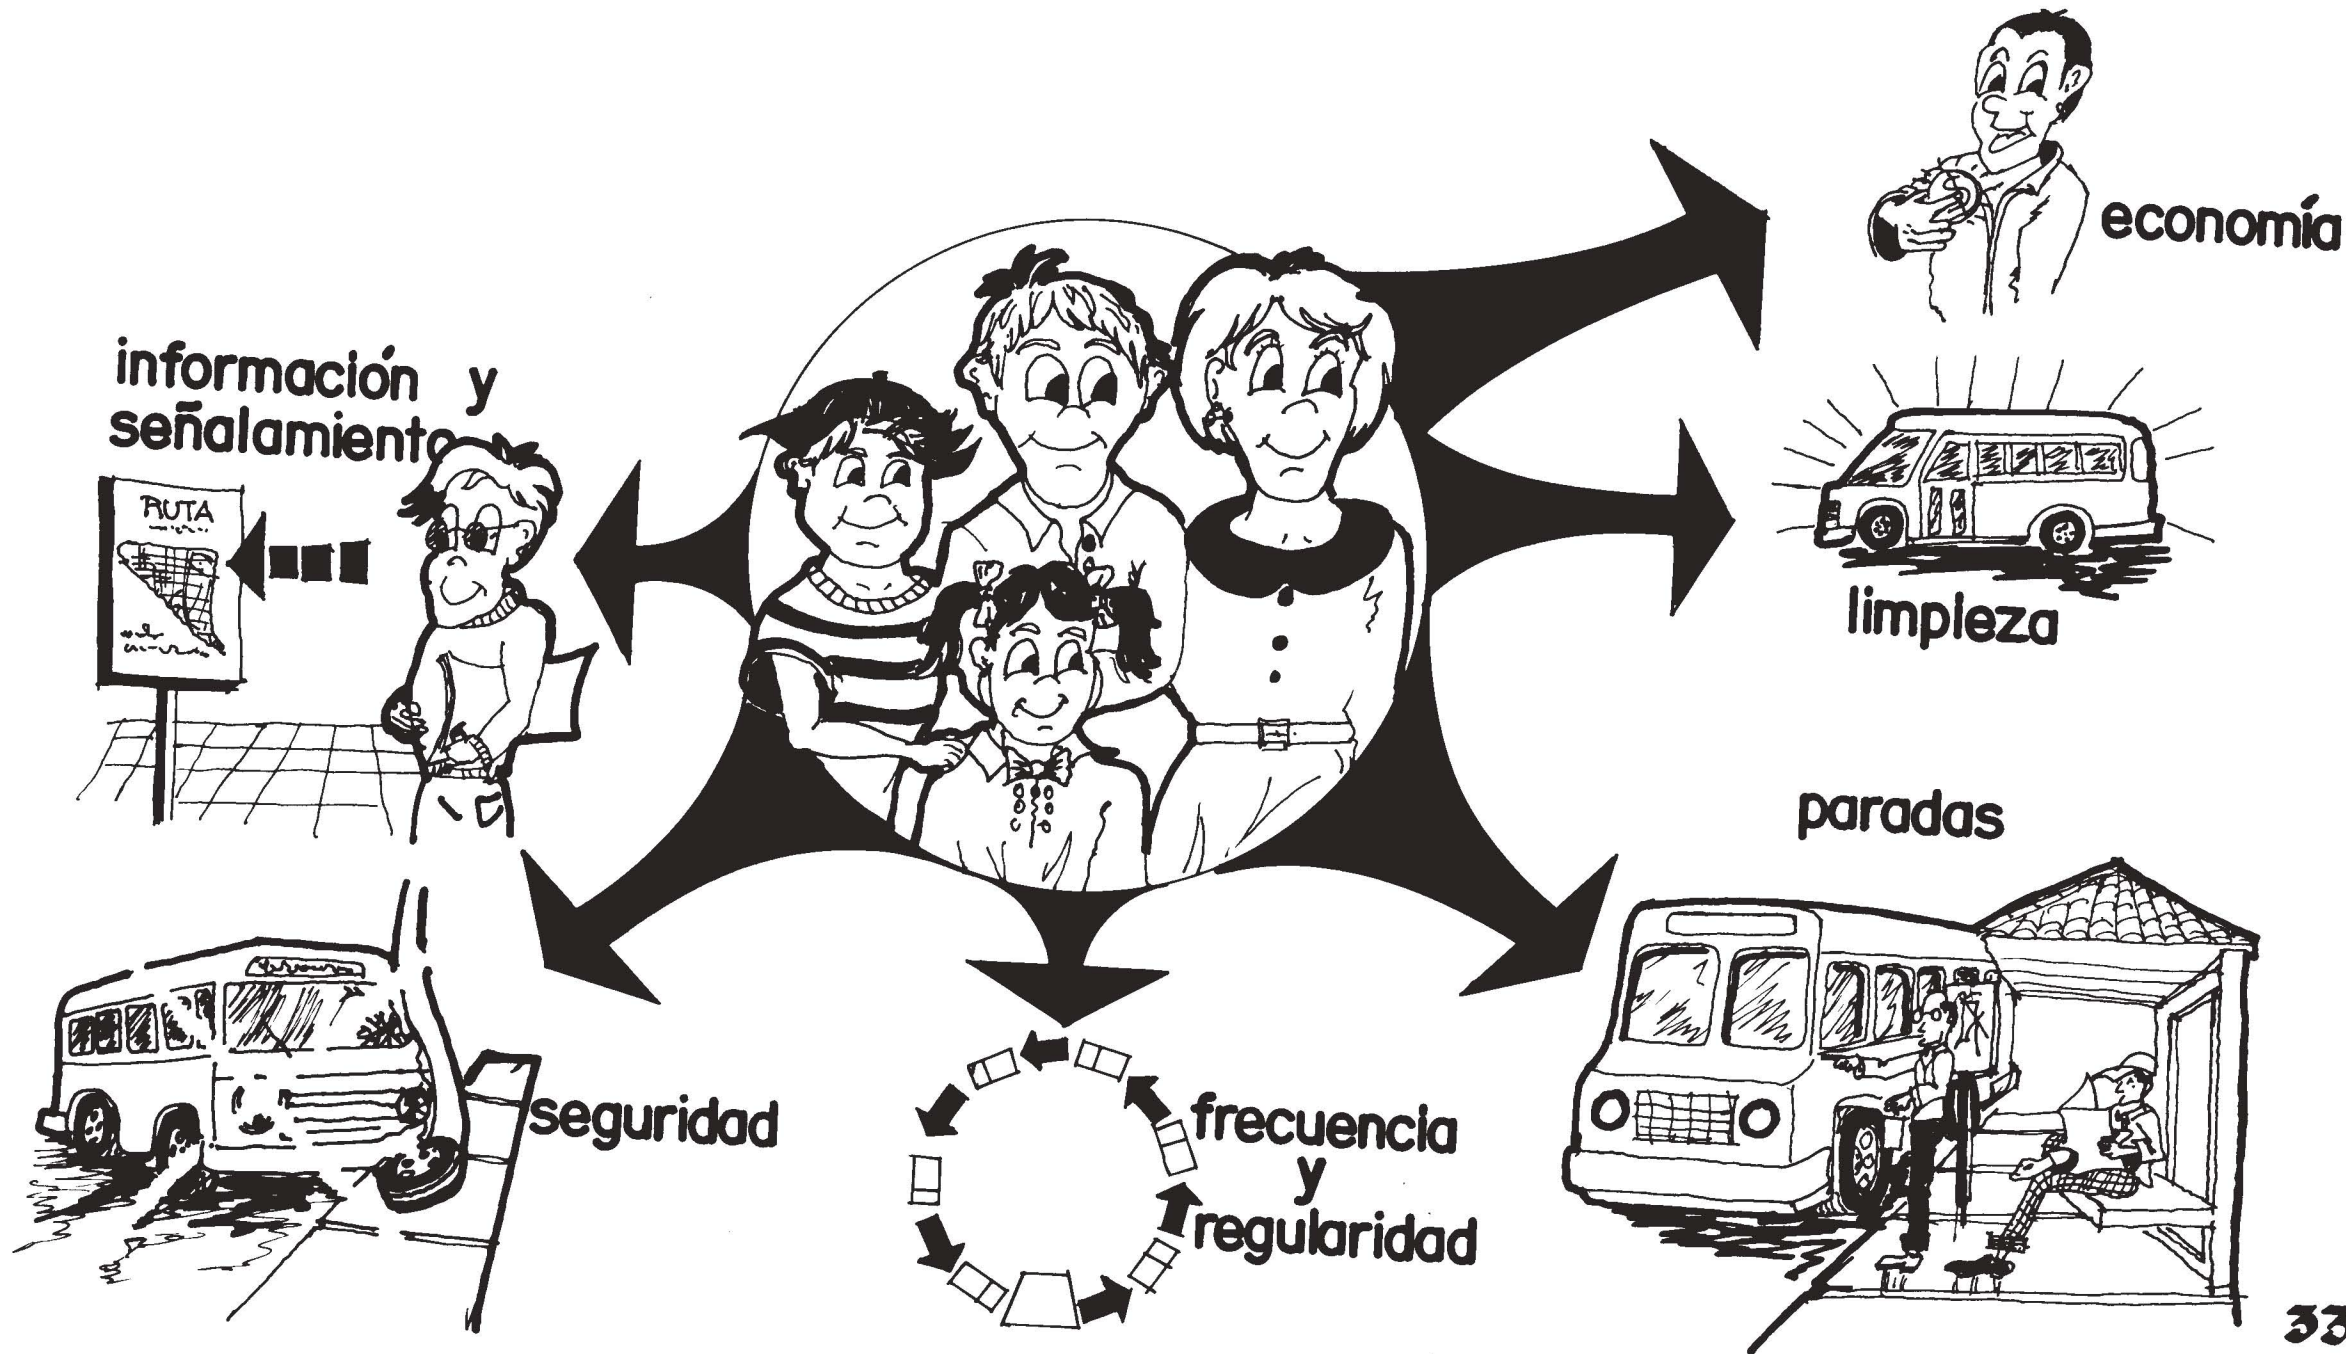 economía
información y
señalamiento
RUTA
limpieza
paradas
seguridad
frecuencia
y
regularidad
33